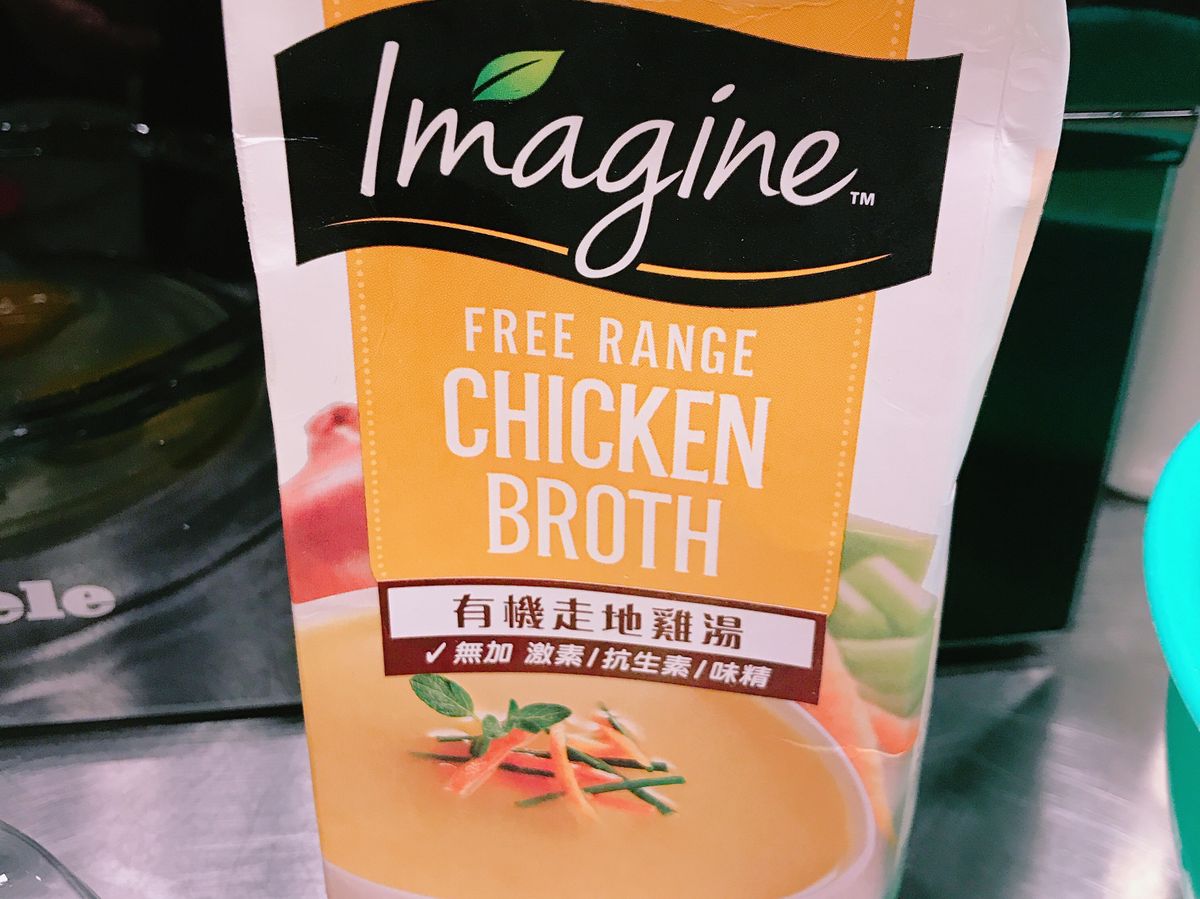 Imagine™
FREE RANGE
CHICKEN
BROTH
有機走地雞湯
✓無加 激素/抗生素/味精
ele